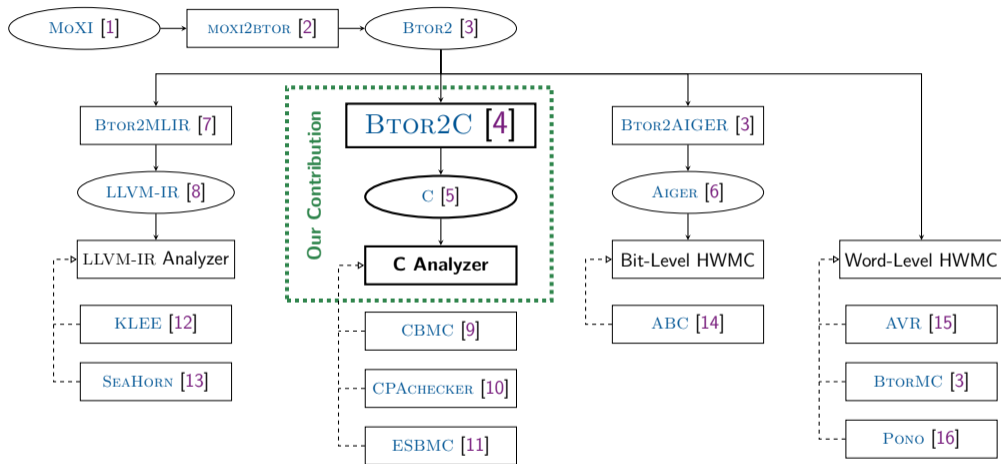 MoXI [1]
moxi2btor [2]
Btor2 [3]
Our Contribution
Btor2MLIR [7]
Btor2C [4]
Btor2AIGER [3]
LLVM-IR [8]
C [5]
Aiger [6]
LLVM-IR Analyzer
C Analyzer
Bit-Level HWMC
Word-Level HWMC
KLEE [12]
CBMC [9]
ABC [14]
AVR [15]
SeaHorn [13]
CPAchecker [10]
BtorMC [3]
ESBMC [11]
Pono [16]